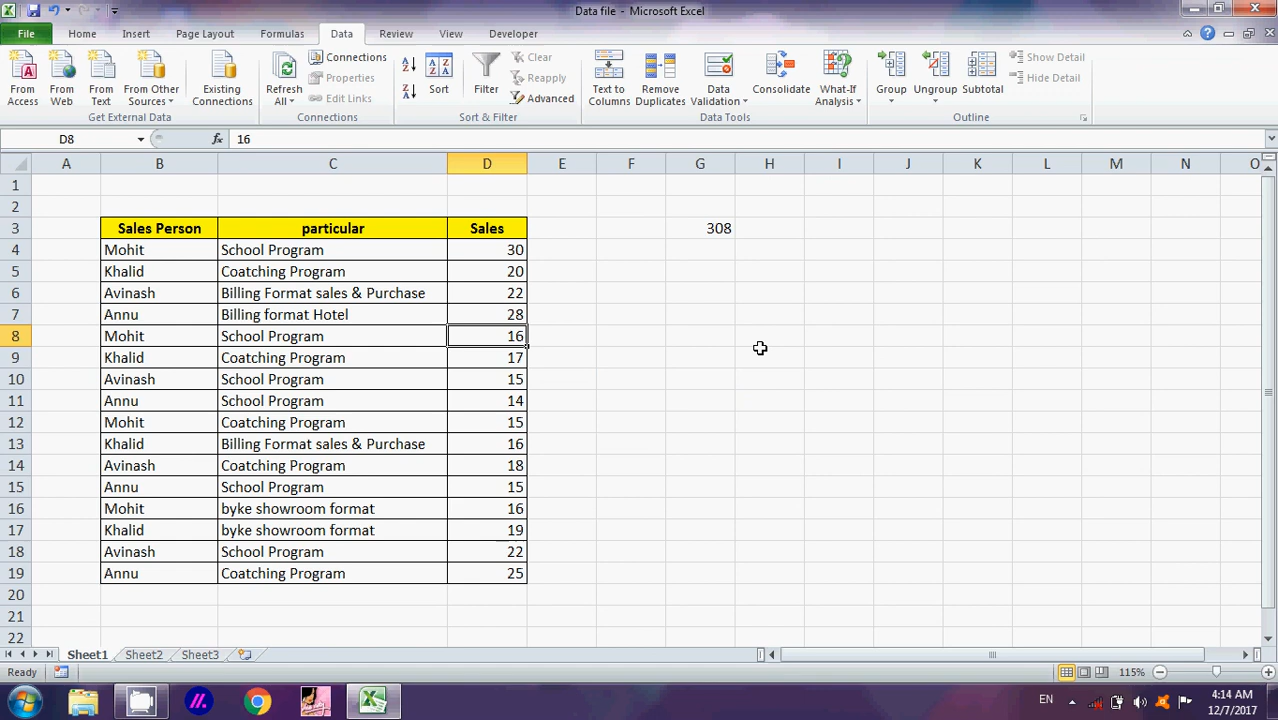 Data file - Microsoft Excel
File Home Insert Page Layout Formulas Data Review View Developer
From Access
From Web
From Text
From Other Sources
Existing Connections
Refresh All
Connections
Properties
Edit Links
Sort
Filter
Clear
Reapply
Advanced
Text to Columns
Remove Duplicates
Data Validation
Consolidate
What-If Analysis
Group
Ungroup
Subtotal
Show Detail
Hide Detail
Get External Data Connections Sort & Filter Data Tools Outline
D8 fx 16
A B C D E F G H I J K L M N O
1
2
3 Sales Person particular Sales 308
4 Mohit School Program 30
5 Khalid Coatching Program 20
6 Avinash Billing Format sales & Purchase 22
7 Annu Billing format Hotel 28
8 Mohit School Program 16
9 Khalid Coatching Program 17
10 Avinash School Program 15
11 Annu School Program 14
12 Mohit Coatching Program 15
13 Khalid Billing Format sales & Purchase 16
14 Avinash Coatching Program 18
15 Annu School Program 15
16 Mohit byke showroom format 16
17 Khalid byke showroom format 19
18 Avinash School Program 22
19 Annu Coatching Program 25
20
21
22
Sheet1 Sheet2 Sheet3
Ready 115%
EN 4:14 AM
12/7/2017